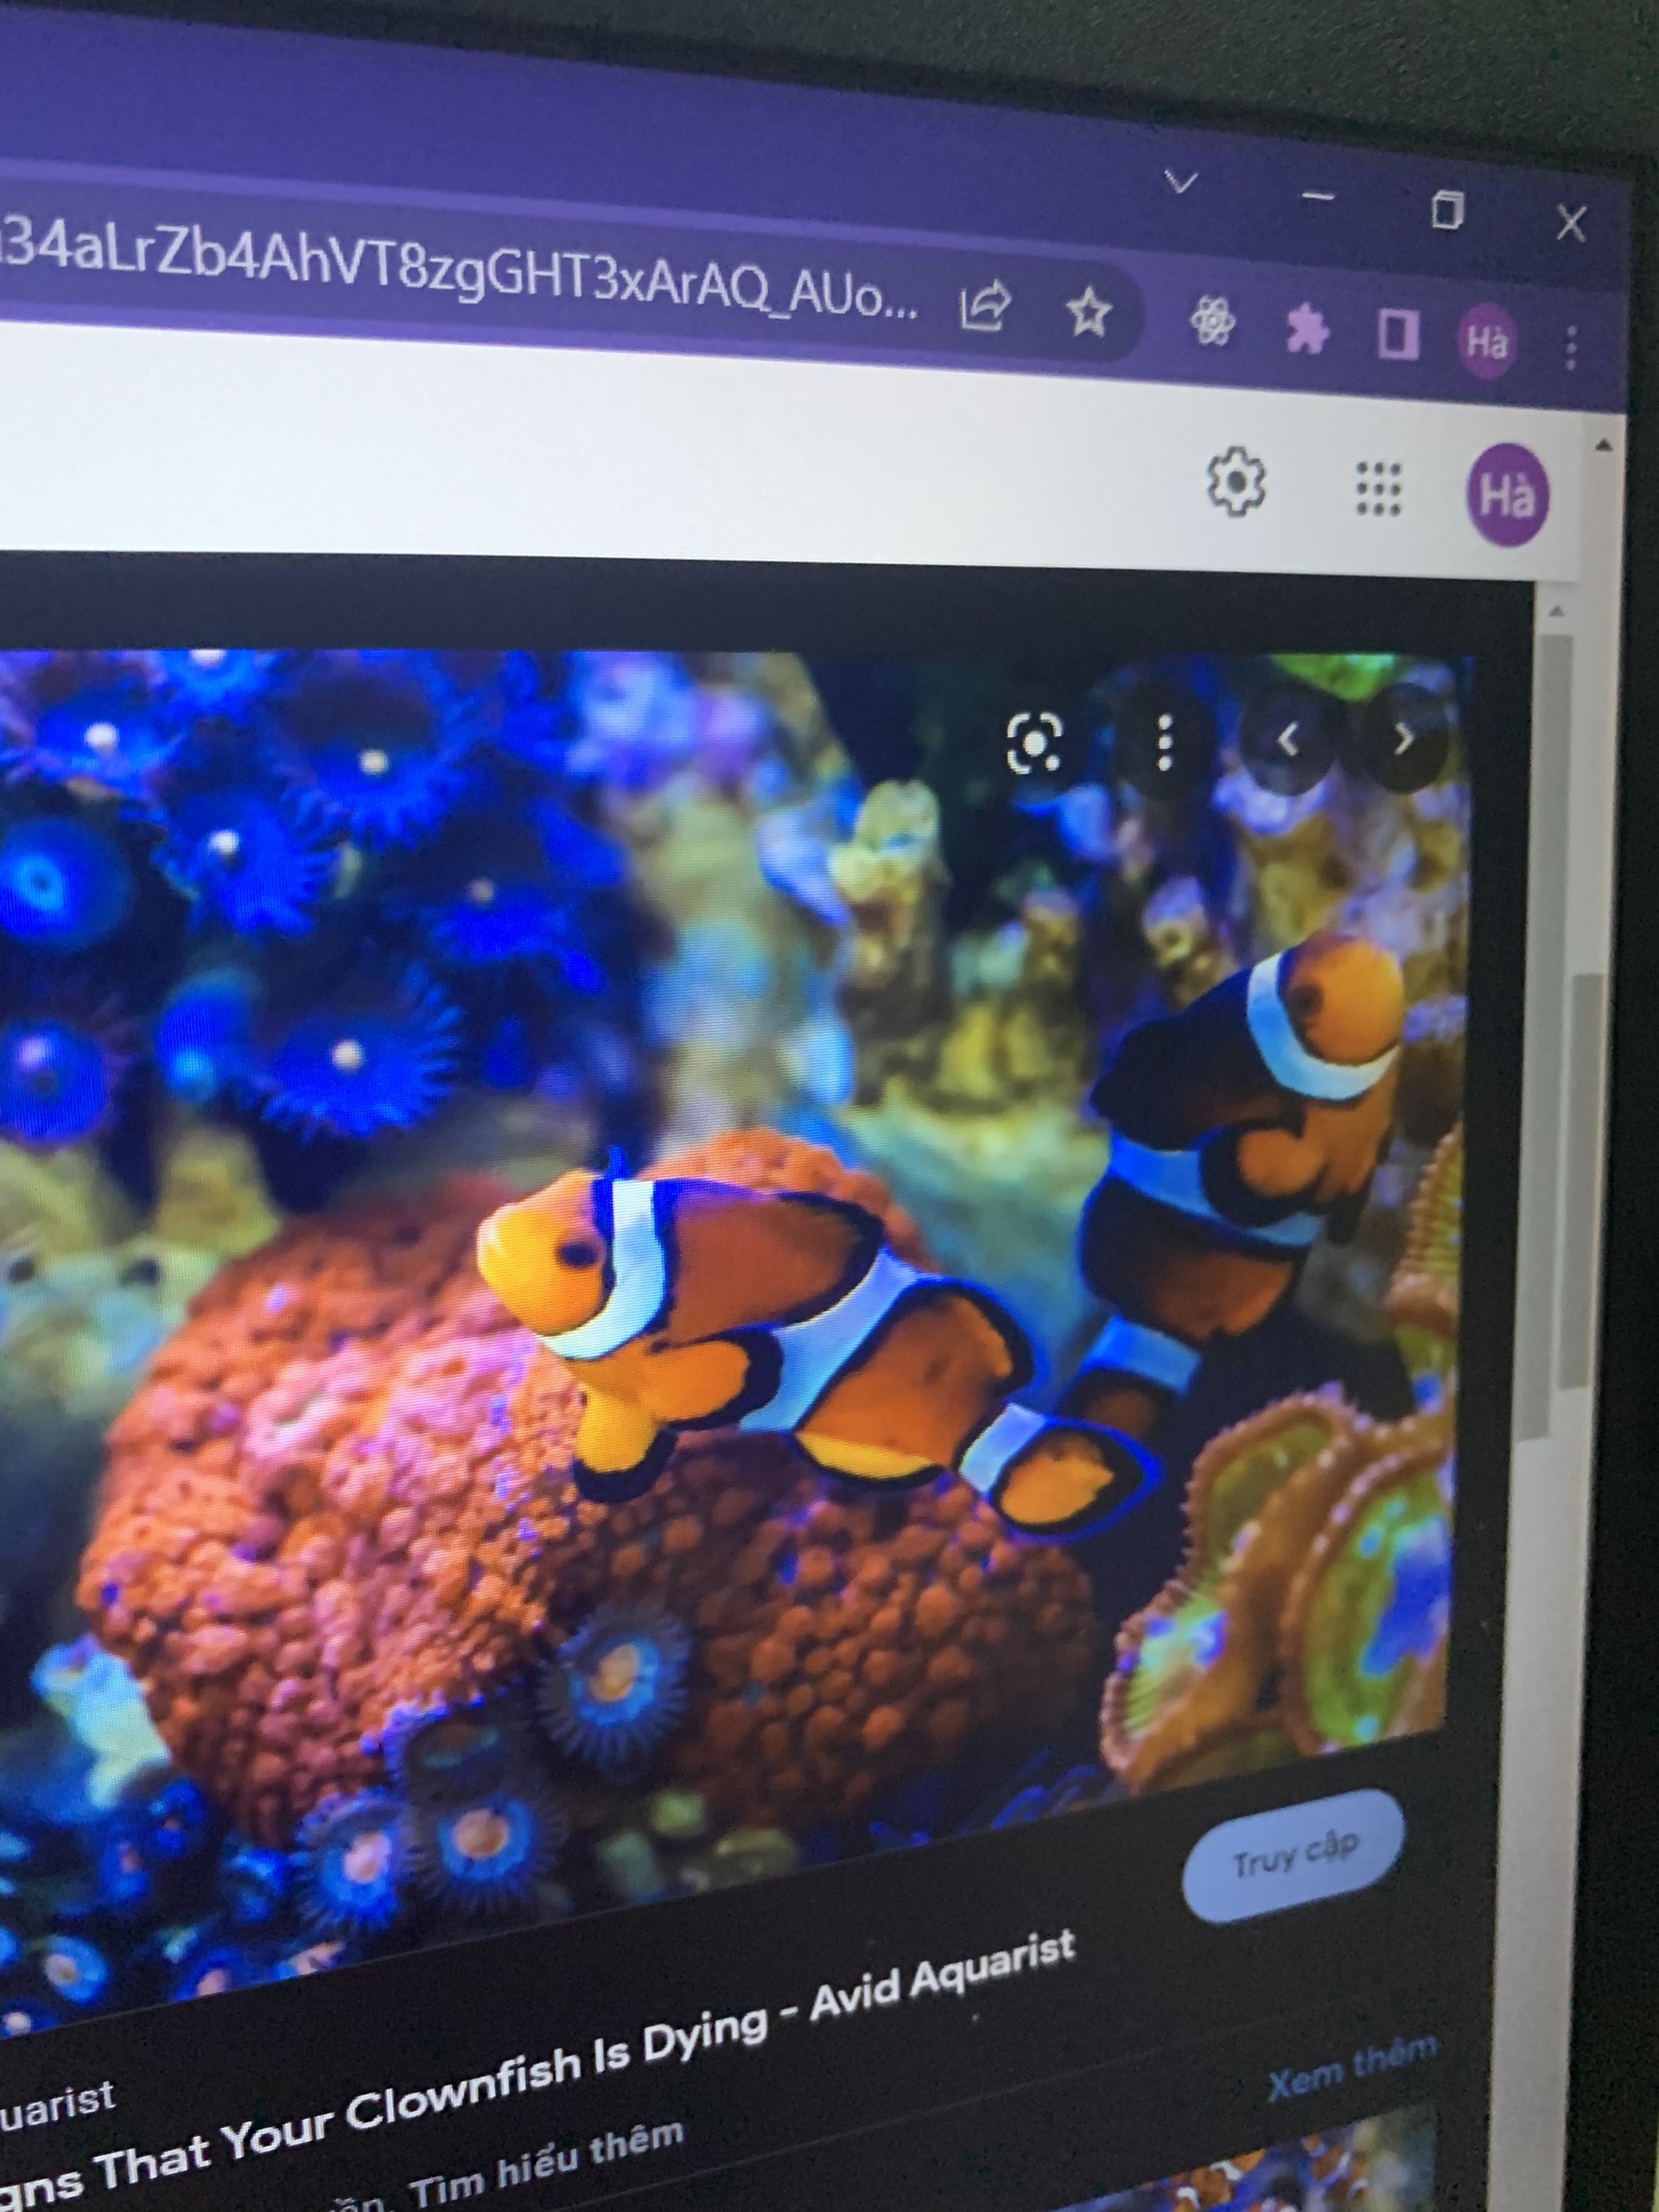 34aLrZb4AhVT8zgGHT3xArAQ_AUo...
Hà
Hà
Truy cập
uarist
gns That Your Clownfish Is Dying - Avid Aquarist
Tìm hiểu thêm
Xem thêm